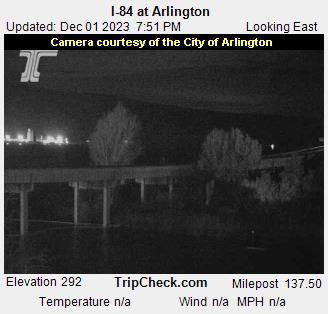 I-84 at Arlington
Updated: Dec 01 2023 7:51 PM Looking East
Camera courtesy of the City of Arlington
Elevation 292 TripCheck.com Milepost 137.50
Temperature n/a Wind n/a MPH n/a